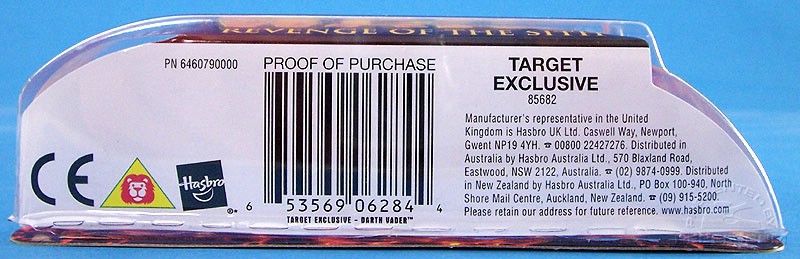 REVENGE OF THE SITH
PN 6460790000
PROOF OF PURCHASE
CE
Hasbro
®
6 53569 06284 4
TARGET EXCLUSIVE – DARTH VADER™
TARGET
EXCLUSIVE
85682
Manufacturer's representative in the United
Kingdom is Hasbro UK Ltd. Caswell Way, Newport,
Gwent NP19 4YH. ☎ 00800 22427276. Distributed in
Australia by Hasbro Australia Ltd., 570 Blaxland Road,
Eastwood, NSW 2122, Australia. ☎ (02) 9874-0999. Distributed
in New Zealand by Hasbro Australia Ltd., PO Box 100-940, North
Shore Mail Centre, Auckland, New Zealand. ☎ (09) 915-5200.
Please retain our address for future reference. www.hasbro.com